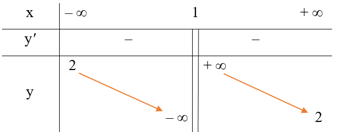 x − ∞ 1 + ∞
y′ − −
2 + ∞
y
− ∞ 2